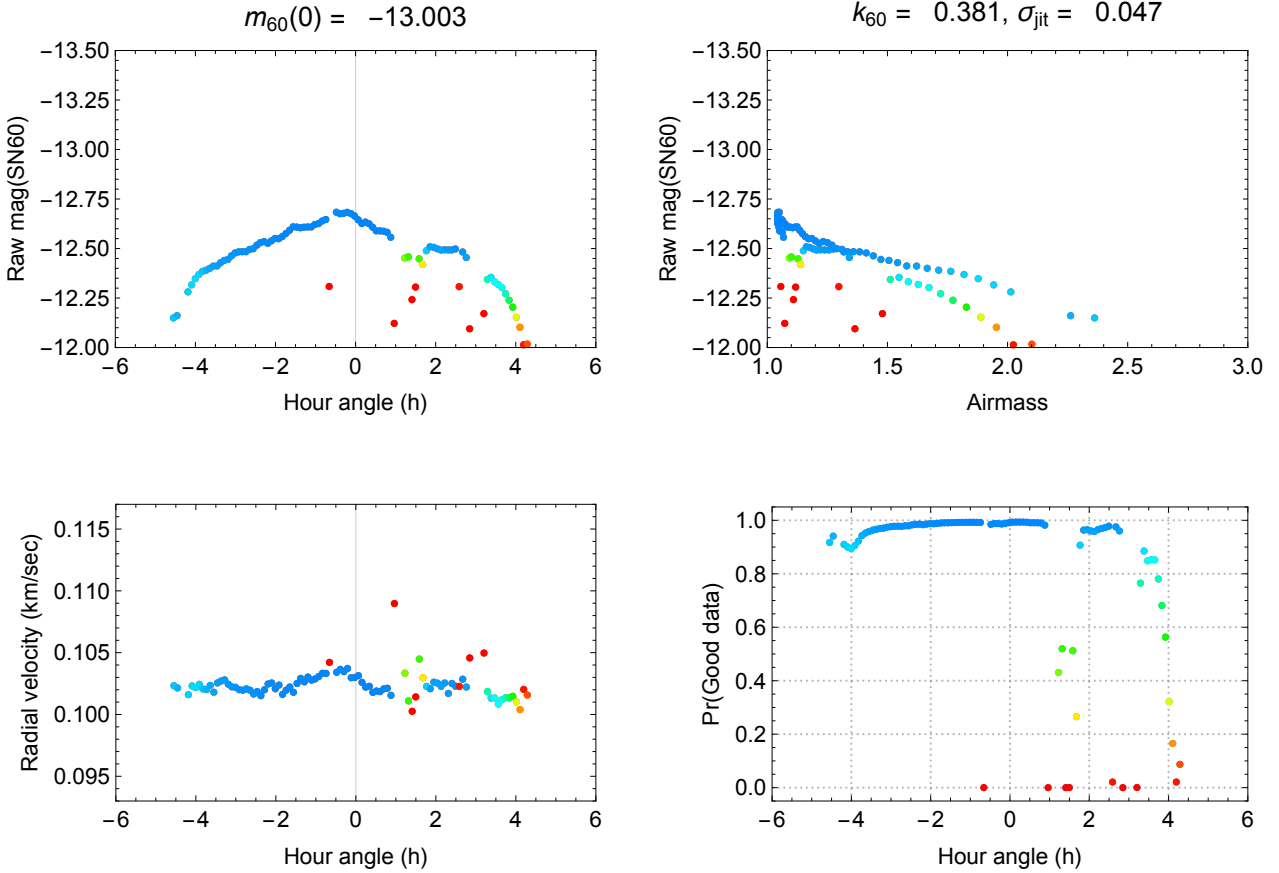 m60(0) = −13.003
k60 = 0.381, σjit = 0.047
−13.50
−13.25
−13.00
−12.75
−12.50
−12.25
−12.00
Raw mag(SN60)
−6 −4 −2 0 2 4 6
Hour angle (h)
−13.50
−13.25
−13.00
−12.75
−12.50
−12.25
−12.00
Raw mag(SN60)
1.0 1.5 2.0 2.5 3.0
Airmass
0.115
0.110
0.105
0.100
0.095
Radial velocity (km/sec)
−6 −4 −2 0 2 4 6
Hour angle (h)
1.0
0.8
0.6
0.4
0.2
0.0
Pr(Good data)
−6 −4 −2 0 2 4 6
Hour angle (h)